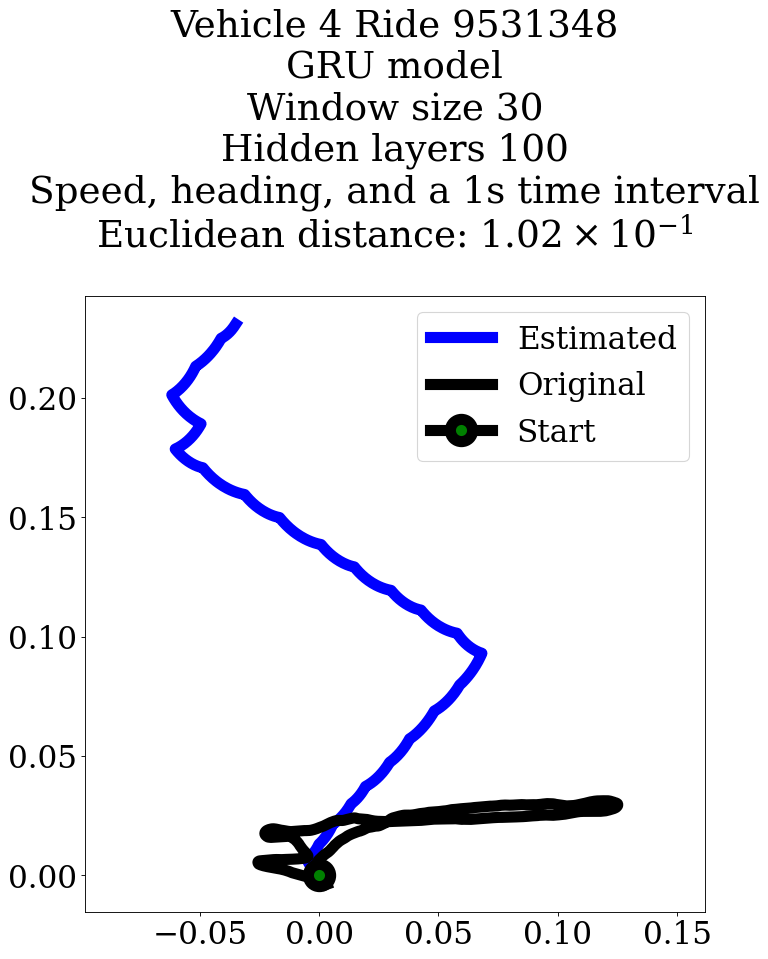 Vehicle 4 Ride 9531348
GRU model
Window size 30
Hidden layers 100
Speed, heading, and a 1s time interval
Euclidean distance: 1.02 × 10⁻¹
Estimated
Original
Start
0.20
0.15
0.10
0.05
0.00
−0.05 0.00 0.05 0.10 0.15